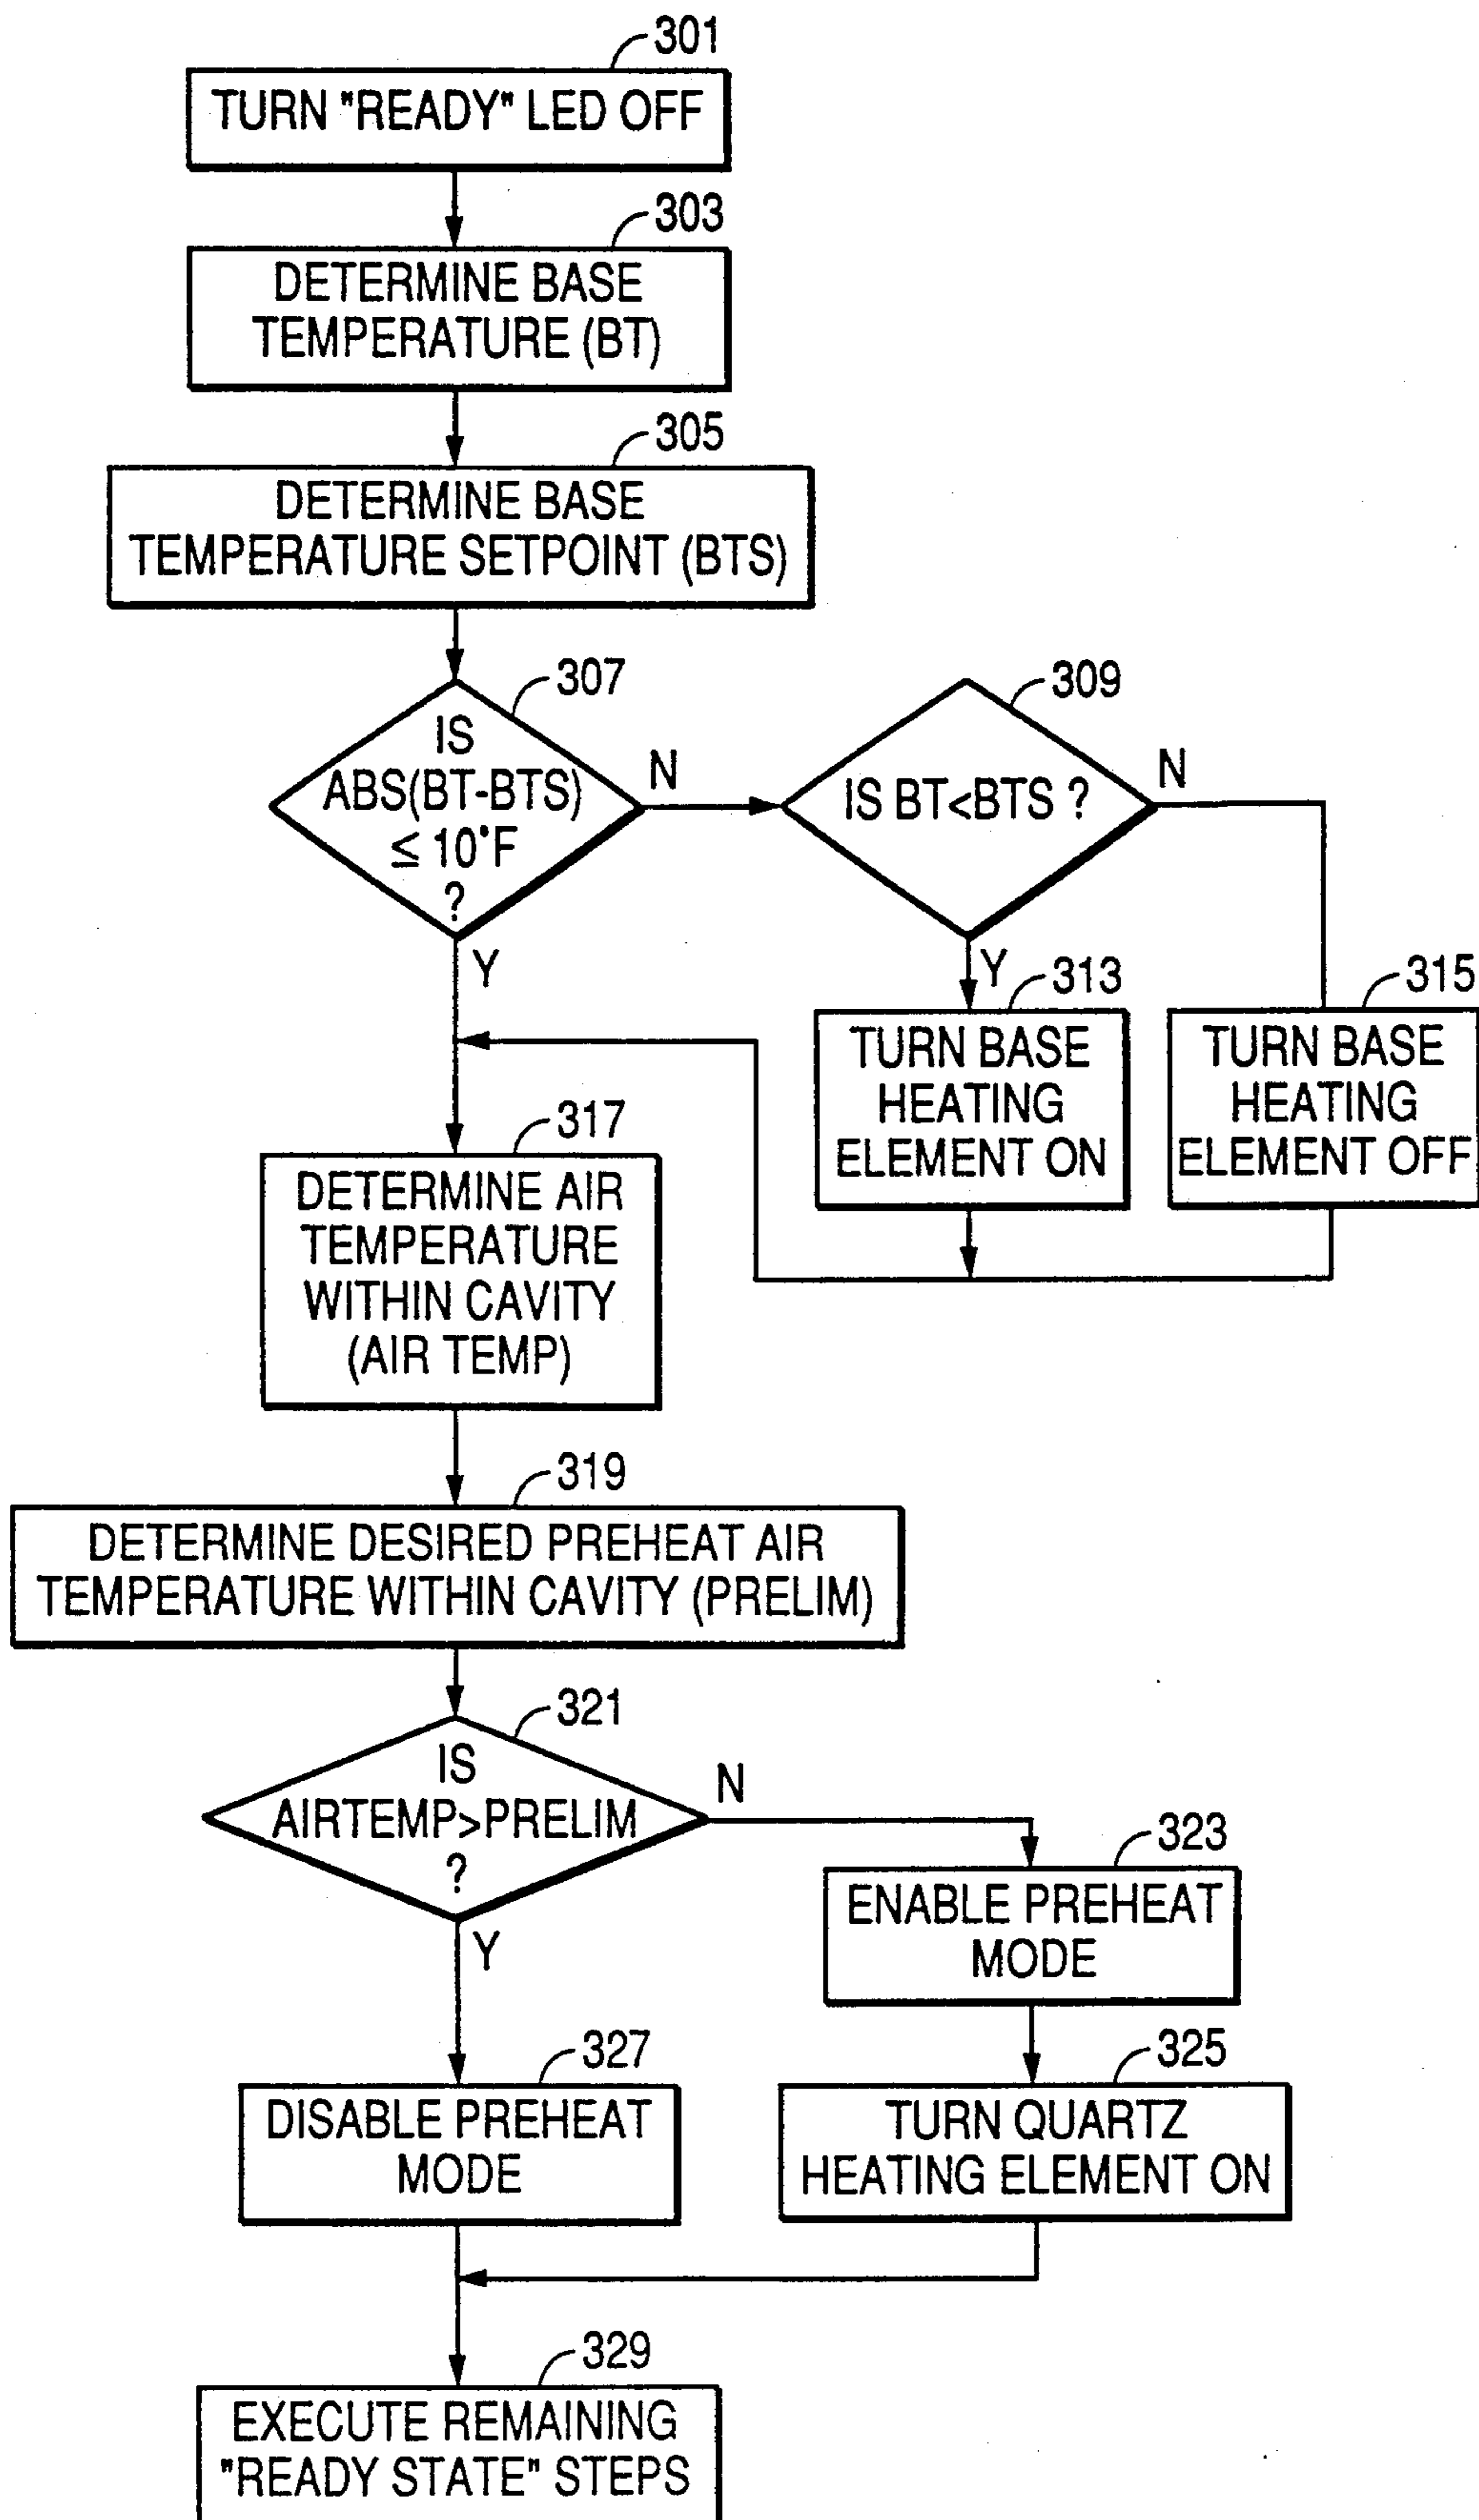 301
TURN "READY" LED OFF
303
DETERMINE BASE
TEMPERATURE (BT)
305
DETERMINE BASE
TEMPERATURE SETPOINT (BTS)
307
IS
ABS(BT-BTS)
≤ 10°F
?
N
Y
309
IS BT<BTS ?
N
Y
313
TURN BASE
HEATING
ELEMENT ON
315
TURN BASE
HEATING
ELEMENT OFF
317
DETERMINE AIR
TEMPERATURE
WITHIN CAVITY
(AIR TEMP)
319
DETERMINE DESIRED PREHEAT AIR
TEMPERATURE WITHIN CAVITY (PRELIM)
321
IS
AIRTEMP>PRELIM
?
N
Y
323
ENABLE PREHEAT
MODE
325
TURN QUARTZ
HEATING ELEMENT ON
327
DISABLE PREHEAT
MODE
329
EXECUTE REMAINING
"READY STATE" STEPS